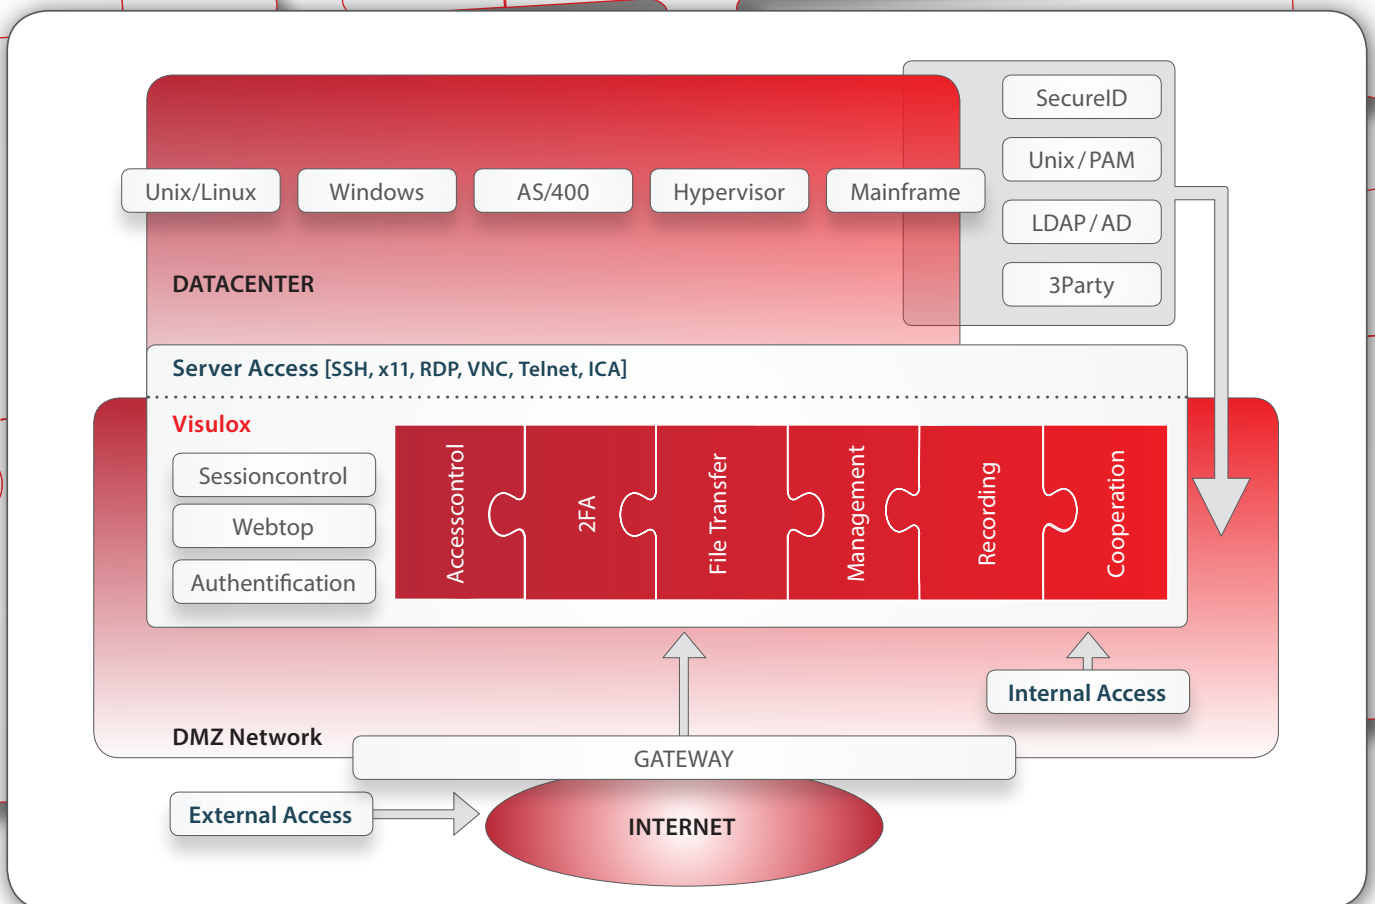 SecureID
Unix / PAM
LDAP / AD
3Party
Unix/Linux
Windows
AS/400
Hypervisor
Mainframe
DATACENTER
Server Access [SSH, x11, RDP, VNC, Telnet, ICA]
Visulox
Sessioncontrol
Webtop
Authentification
Accesscontrol
2FA
File Transfer
Management
Recording
Cooperation
Internal Access
DMZ Network
GATEWAY
External Access
INTERNET